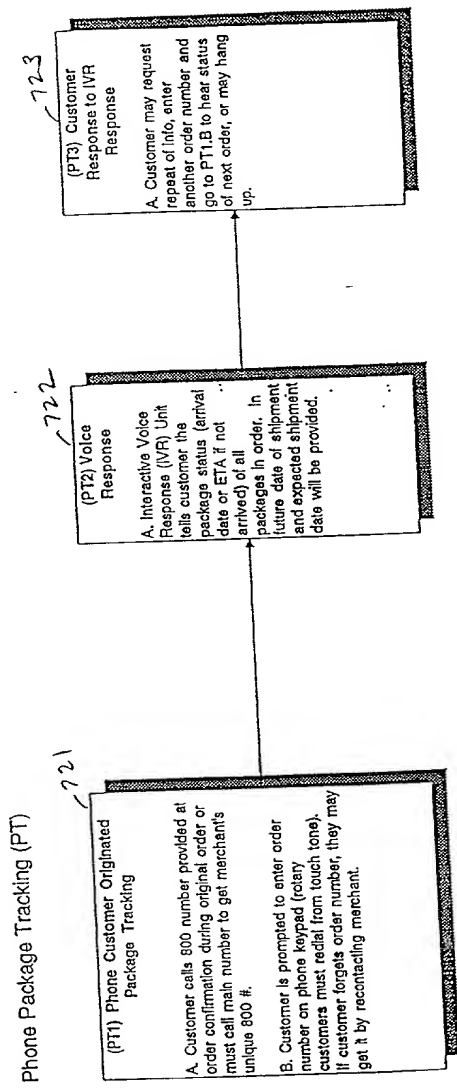 Phone Package Tracking (PT)
721
(PT1) Phone Customer Originated
Package Tracking
A. Customer calls 800 number provided at
order confirmation during original order or
must call main number to get merchant's
unique 800 #.
B. Customer is prompted to enter order
number on phone keypad (rotary
customers must redial from touch tone).
If customer forgets order number, they may
get it by recontacting merchant.
722
(PT2) Voice
Response
A. Interactive Voice
Response (IVR) Unit
tells customer the
package status (arrival
date or ETA if not
arrived) of all
packages in order. In
future date of shipment
and expected shipment
date will be provided.
723
(PT3) Customer
Response to IVR
Response
A. Customer may request
repeat of info, enter
another order number and
go to PT1.B to hear status
of next order, or may hang
up.